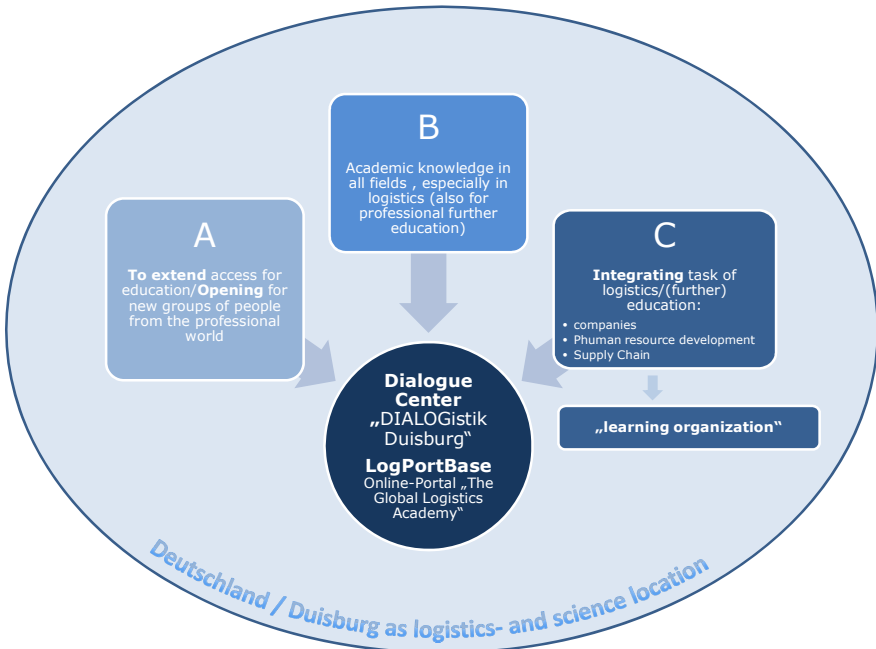 A
To extend access for
education/Opening for
new groups of people
from the professional
world
B
Academic knowledge in
all fields , especially in
logistics (also for
professional further
education)
C
Integrating task of
logistics/(further)
education:
• companies
• Phuman resource development
• Supply Chain
„learning organization“
Dialogue
Center
„DIALOGistik
Duisburg“
LogPortBase
Online-Portal „The
Global Logistics
Academy“
Deutschland / Duisburg as logistics- and science location